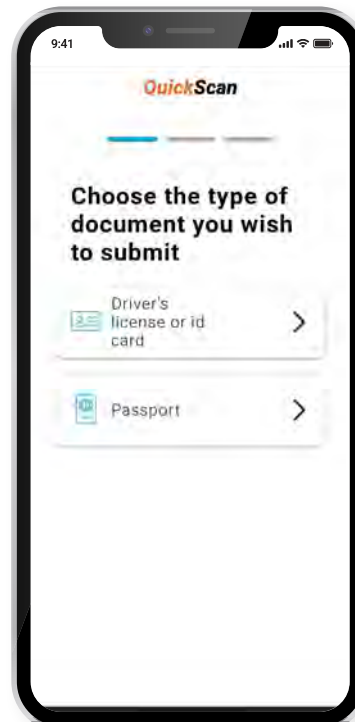 9:41
QuickScan
Choose the type of
document you wish
to submit
Driver's
license or id
card
Passport